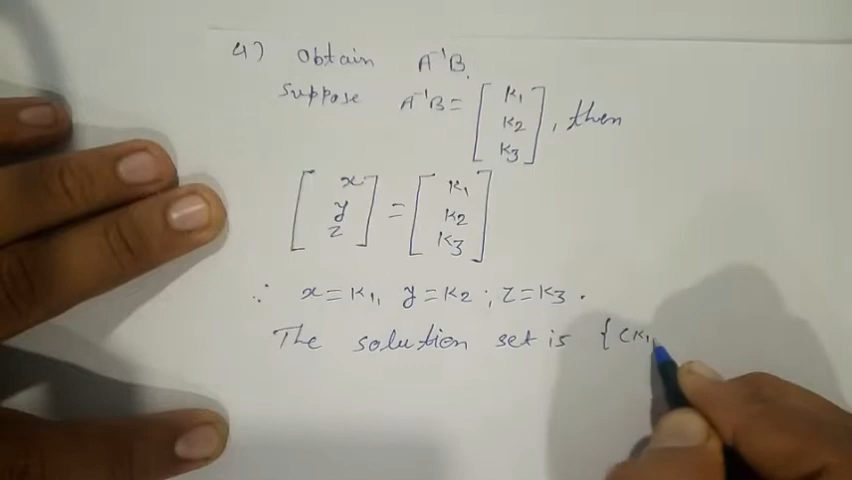 4) Obtain A⁻¹B.
Suppose A⁻¹B = [ K₁ K₂ K₃ ], then
[ x y z ] = [ K₁ K₂ K₃ ]
∴ x = K₁, y = K₂ ; z = K₃ .
The solution set is { (K₁,